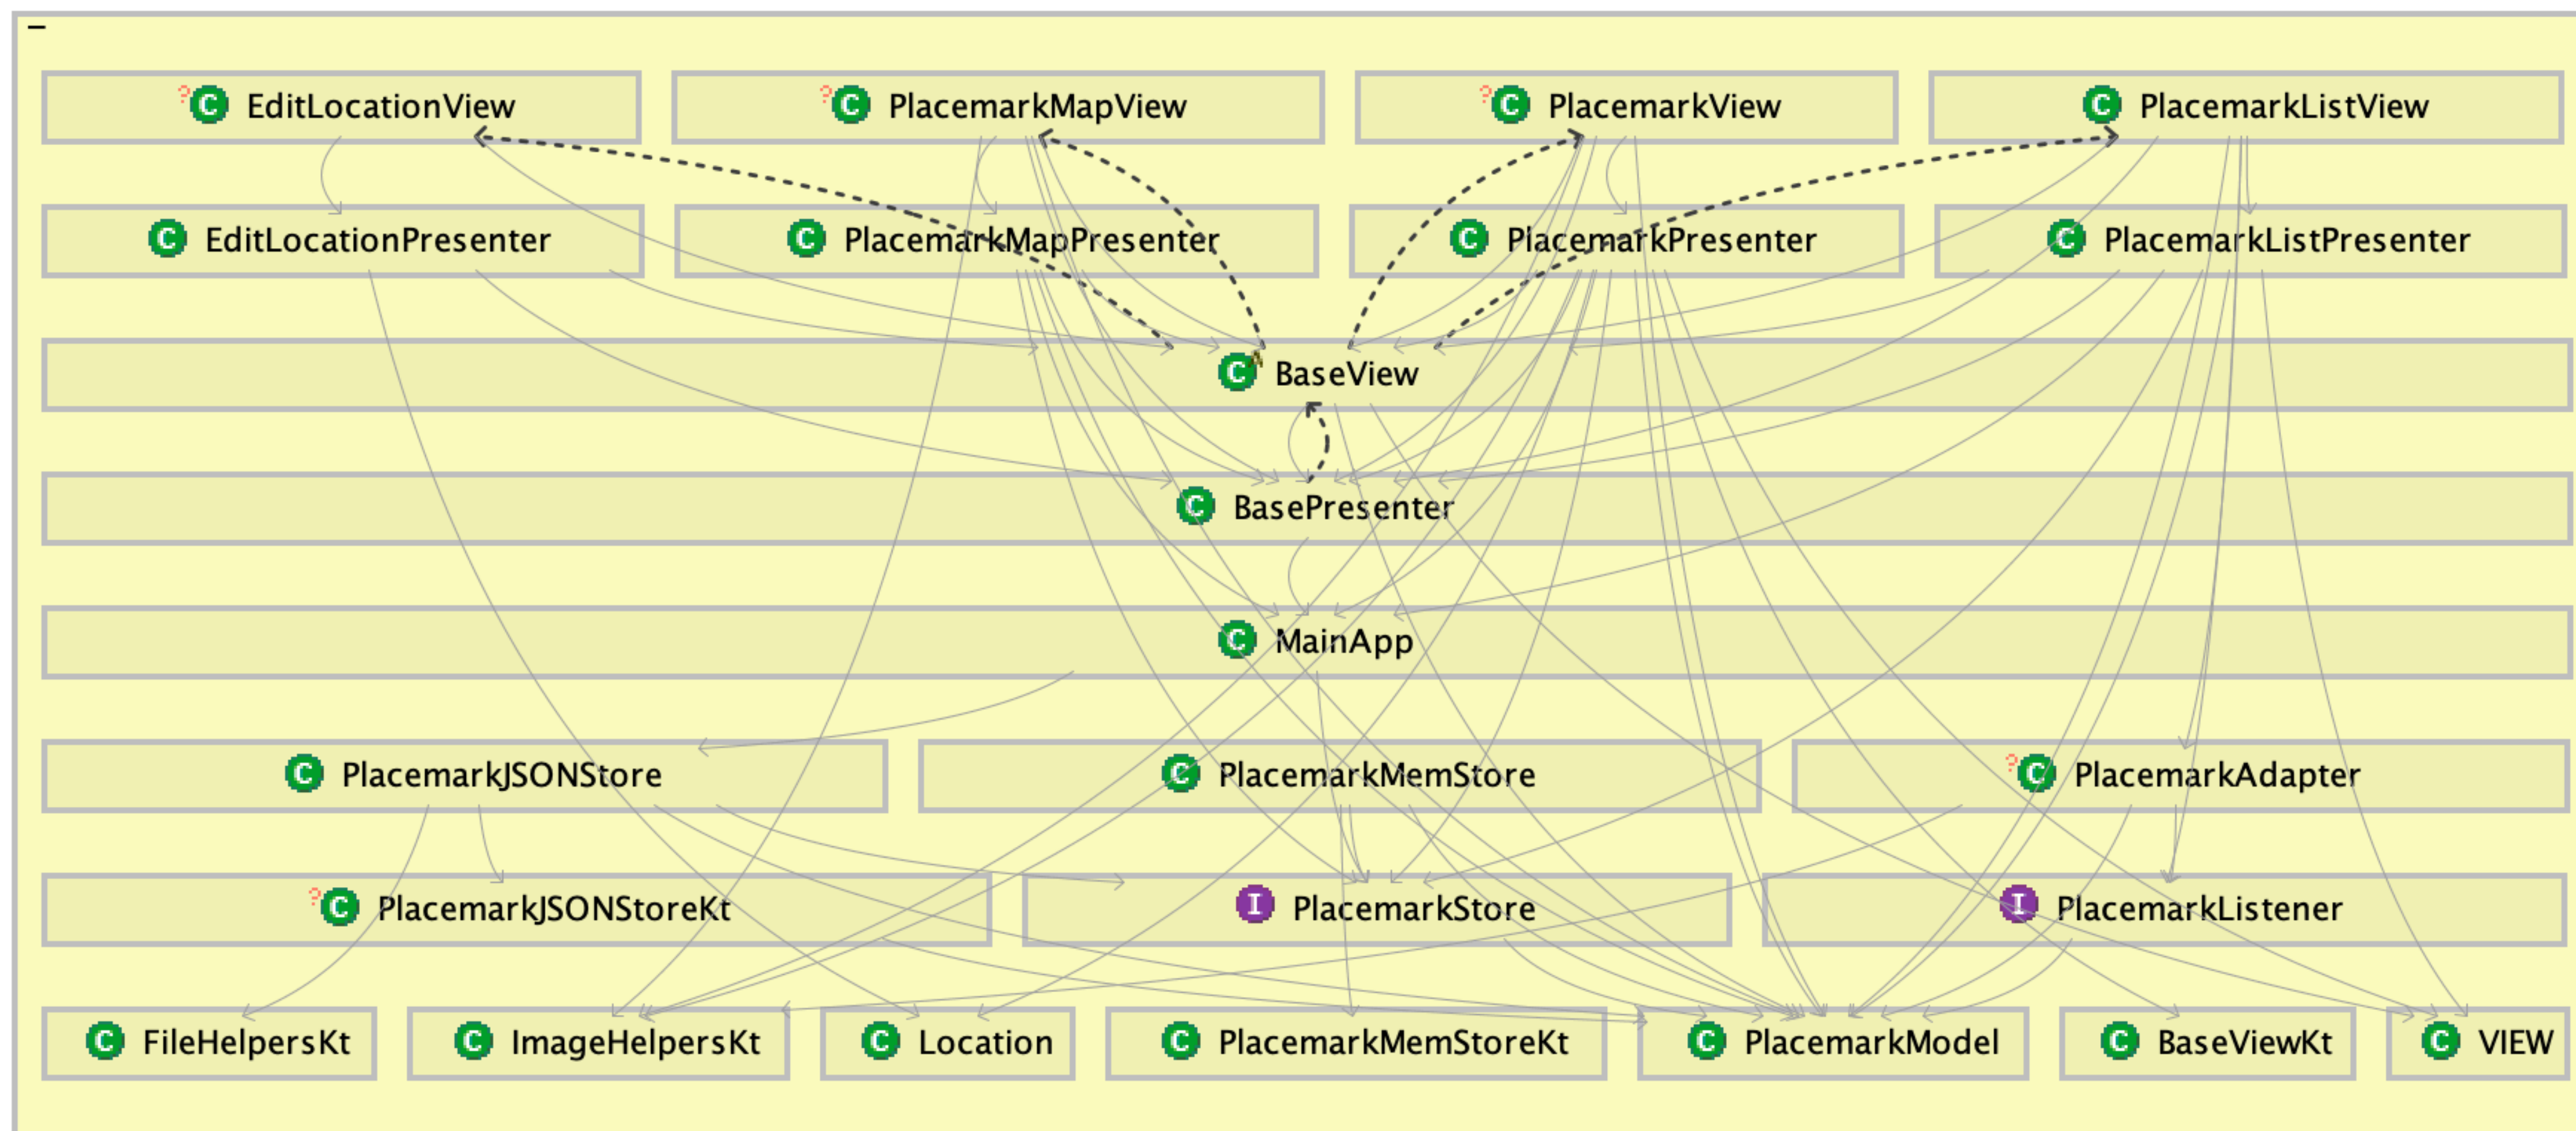 EditLocationView PlacemarkMapView PlacemarkView PlacemarkListView
EditLocationPresenter PlacemarkMapPresenter PlacemarkPresenter PlacemarkListPresenter
BaseView
BasePresenter
MainApp
PlacemarkJSONStore PlacemarkMemStore PlacemarkAdapter
PlacemarkJSONStoreKt PlacemarkStore PlacemarkListener
FileHelpersKt ImageHelpersKt Location PlacemarkMemStoreKt PlacemarkModel BaseViewKt VIEW